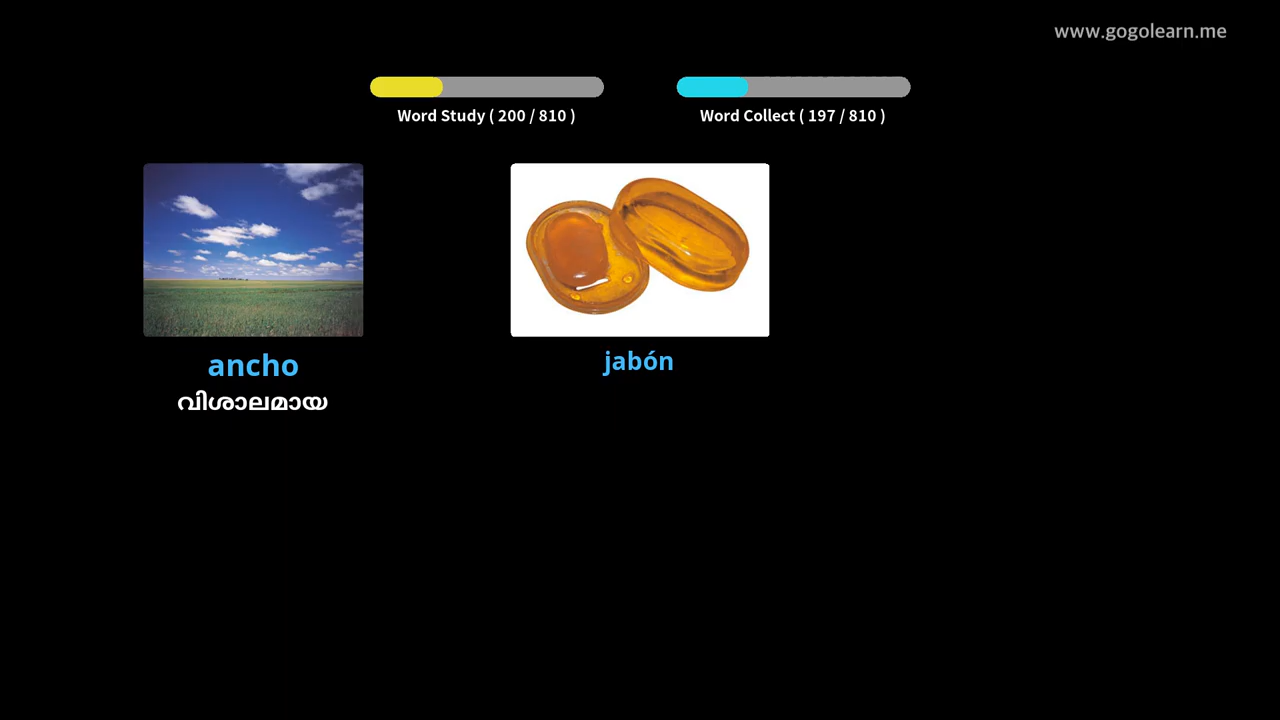 www.gogolearn.me
Word Study ( 200 / 810 )
Word Collect ( 197 / 810 )
ancho
വിശാലമായ
jabón